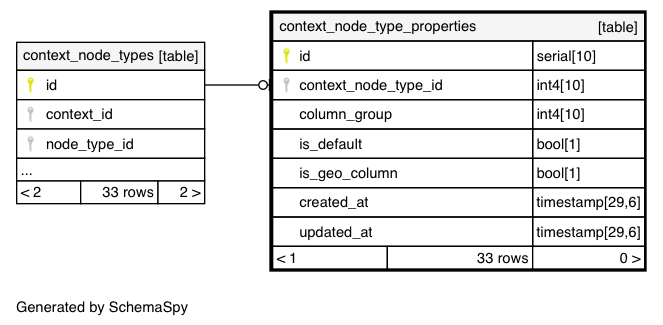 context_node_types [table]
id
context_id
node_type_id
...
< 2 33 rows 2 >
context_node_type_properties [table]
id serial[10]
context_node_type_id int4[10]
column_group int4[10]
is_default bool[1]
is_geo_column bool[1]
created_at timestamp[29,6]
updated_at timestamp[29,6]
< 1 33 rows 0 >
Generated by SchemaSpy